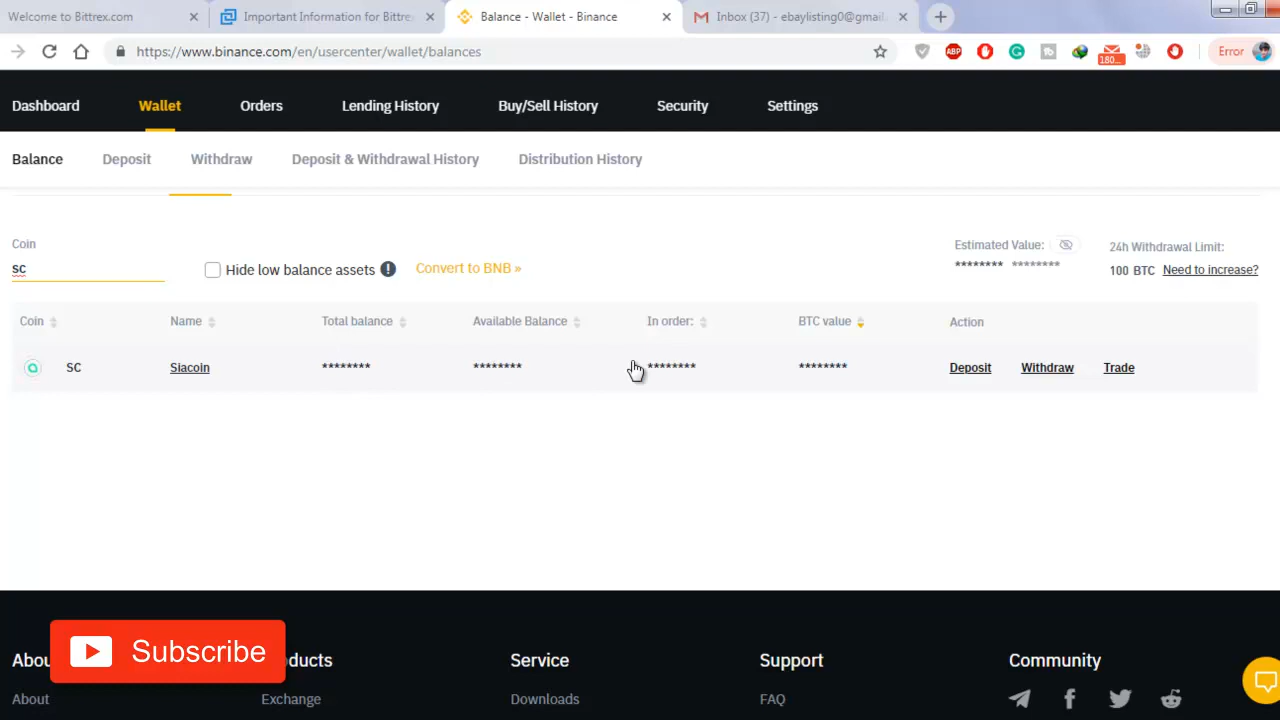 Welcome to Bittrex.com
Important Information for Bittre
Balance - Wallet - Binance
Inbox (37) - ebaylisting0@gmail.
https://www.binance.com/en/usercenter/wallet/balances
ABP
180...
Error
Dashboard Wallet Orders Lending History Buy/Sell History Security Settings
Balance Deposit Withdraw Deposit & Withdrawal History Distribution History
Coin
sc
Hide low balance assets
Convert to BNB »
Estimated Value:
******** ********
24h Withdrawal Limit:
100 BTC Need to increase?
Coin Name Total balance Available Balance In order: BTC value Action
SC Siacoin ******** ******** ******** ******** Deposit Withdraw Trade
Subscribe
Abou oducts Service Support Community
About Exchange Downloads FAQ